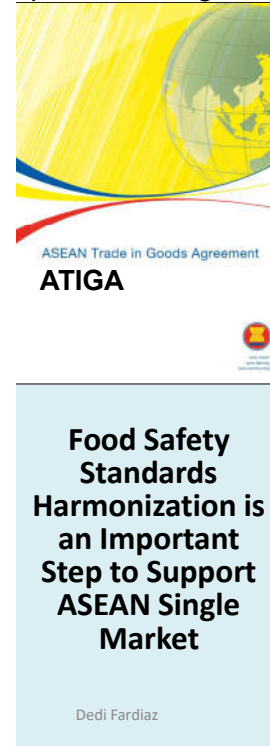 ASEAN Trade in Goods Agreement
ATIGA
Food Safety
Standards
Harmonization is
an Important
Step to Support
ASEAN Single
Market
Dedi Fardiaz